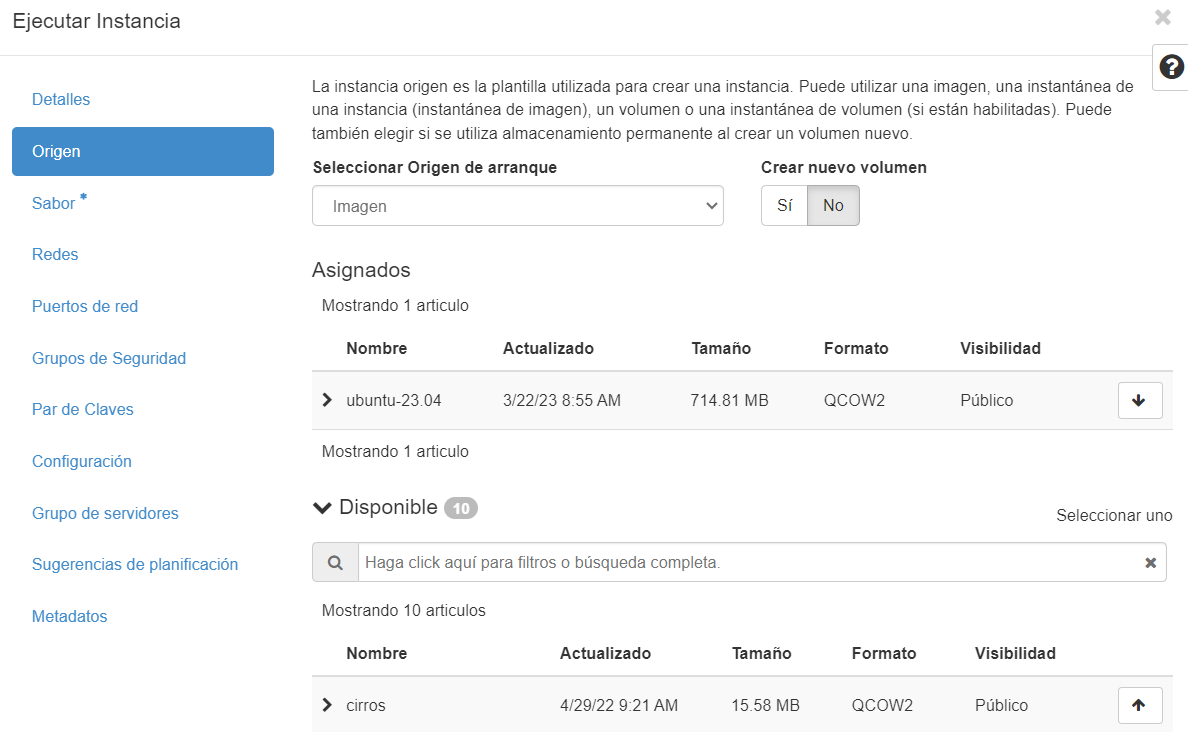 Ejecutar Instancia
Detalles
Origen
Sabor *
Redes
Puertos de red
Grupos de Seguridad
Par de Claves
Configuración
Grupo de servidores
Sugerencias de planificación
Metadatos
La instancia origen es la plantilla utilizada para crear una instancia. Puede utilizar una imagen, una instantánea de
una instancia (instantánea de imagen), un volumen o una instantánea de volumen (si están habilitadas). Puede
también elegir si se utiliza almacenamiento permanente al crear un volumen nuevo.
Seleccionar Origen de arranque Crear nuevo volumen
Imagen Sí No
Asignados
Mostrando 1 articulo
Nombre Actualizado Tamaño Formato Visibilidad
ubuntu-23.04 3/22/23 8:55 AM 714.81 MB QCOW2 Público
Mostrando 1 articulo
Disponible 10
Seleccionar uno
Haga click aquí para filtros o búsqueda completa.
Mostrando 10 articulos
Nombre Actualizado Tamaño Formato Visibilidad
cirros 4/29/22 9:21 AM 15.58 MB QCOW2 Público